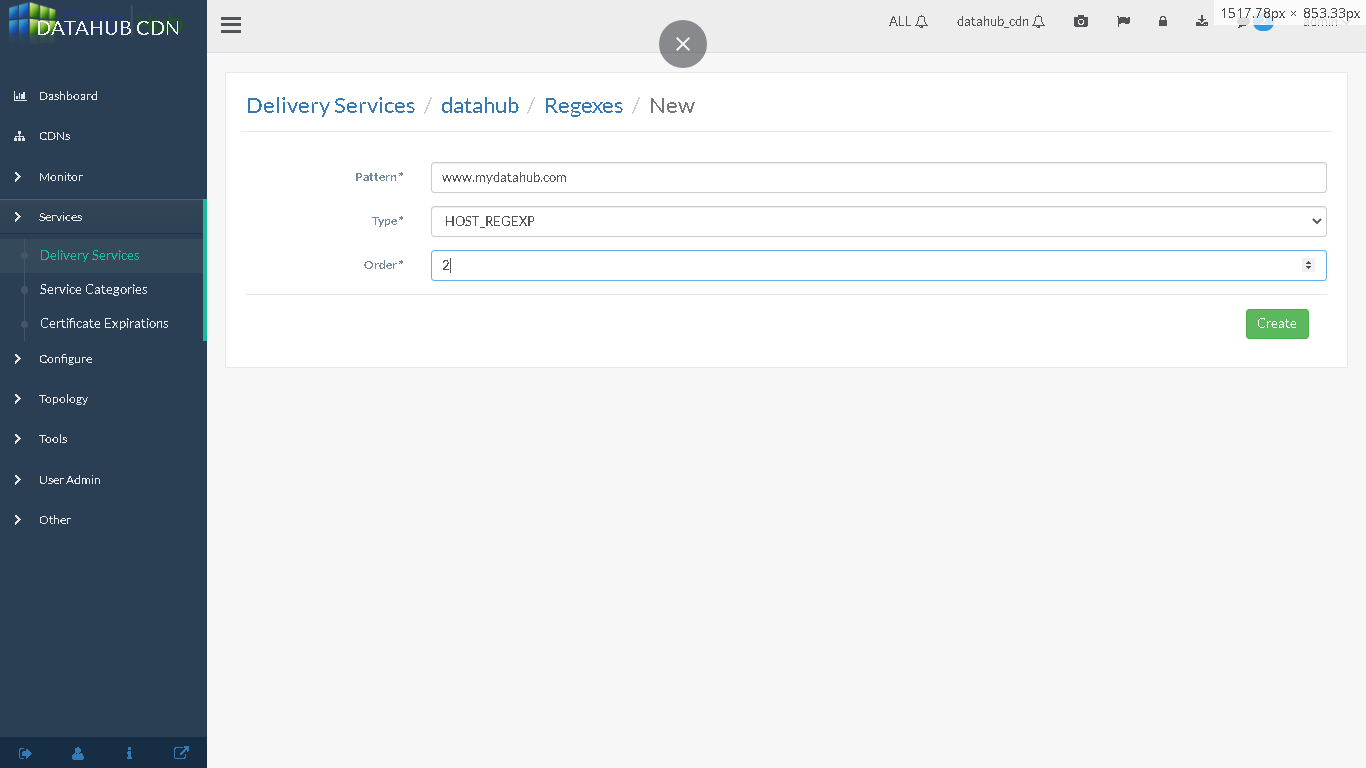 DATAHUB CDN
ALL
datahub_cdn
1517.78px × 853.33px
Dashboard
CDNs
Monitor
Services
Delivery Services
Service Categories
Certificate Expirations
Configure
Topology
Tools
User Admin
Other
Delivery Services / datahub / Regexes / New
Pattern* www.mydatahub.com
Type* HOST_REGEXP
Order* 2
Create